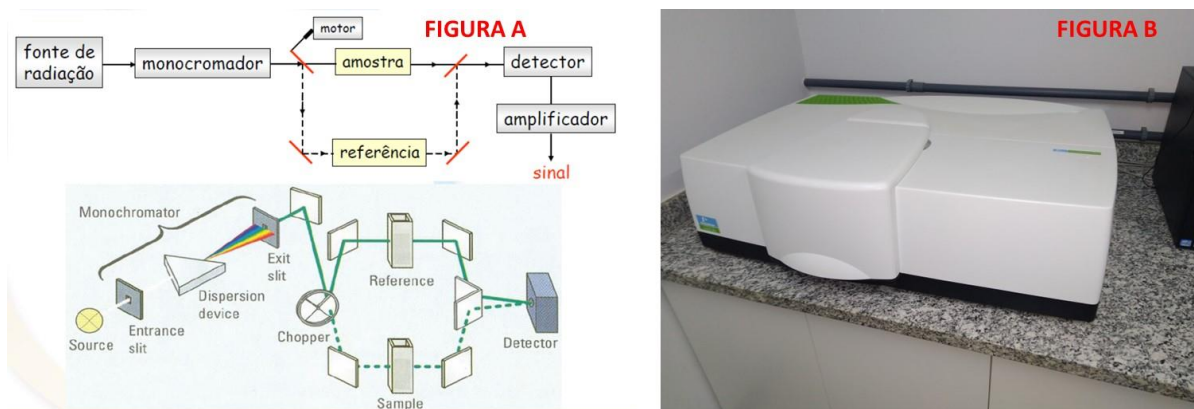 FIGURA A
motor
fonte de
radiação
monocromador
amostra
detector
amplificador
referência
sinal
Monochromator
Exit
slit
Dispersion
device
Entrance
slit
Source
Chopper
Reference
Sample
Detector
FIGURA B